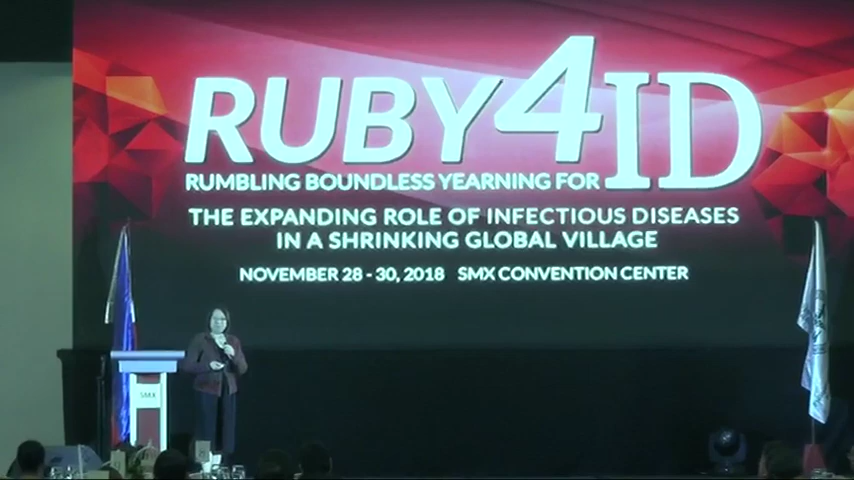 RUBY4ID
RUMBLING BOUNDLESS YEARNING FOR
THE EXPANDING ROLE OF INFECTIOUS DISEASES
IN A SHRINKING GLOBAL VILLAGE
NOVEMBER 28 - 30, 2018 SMX CONVENTION CENTER
SMX